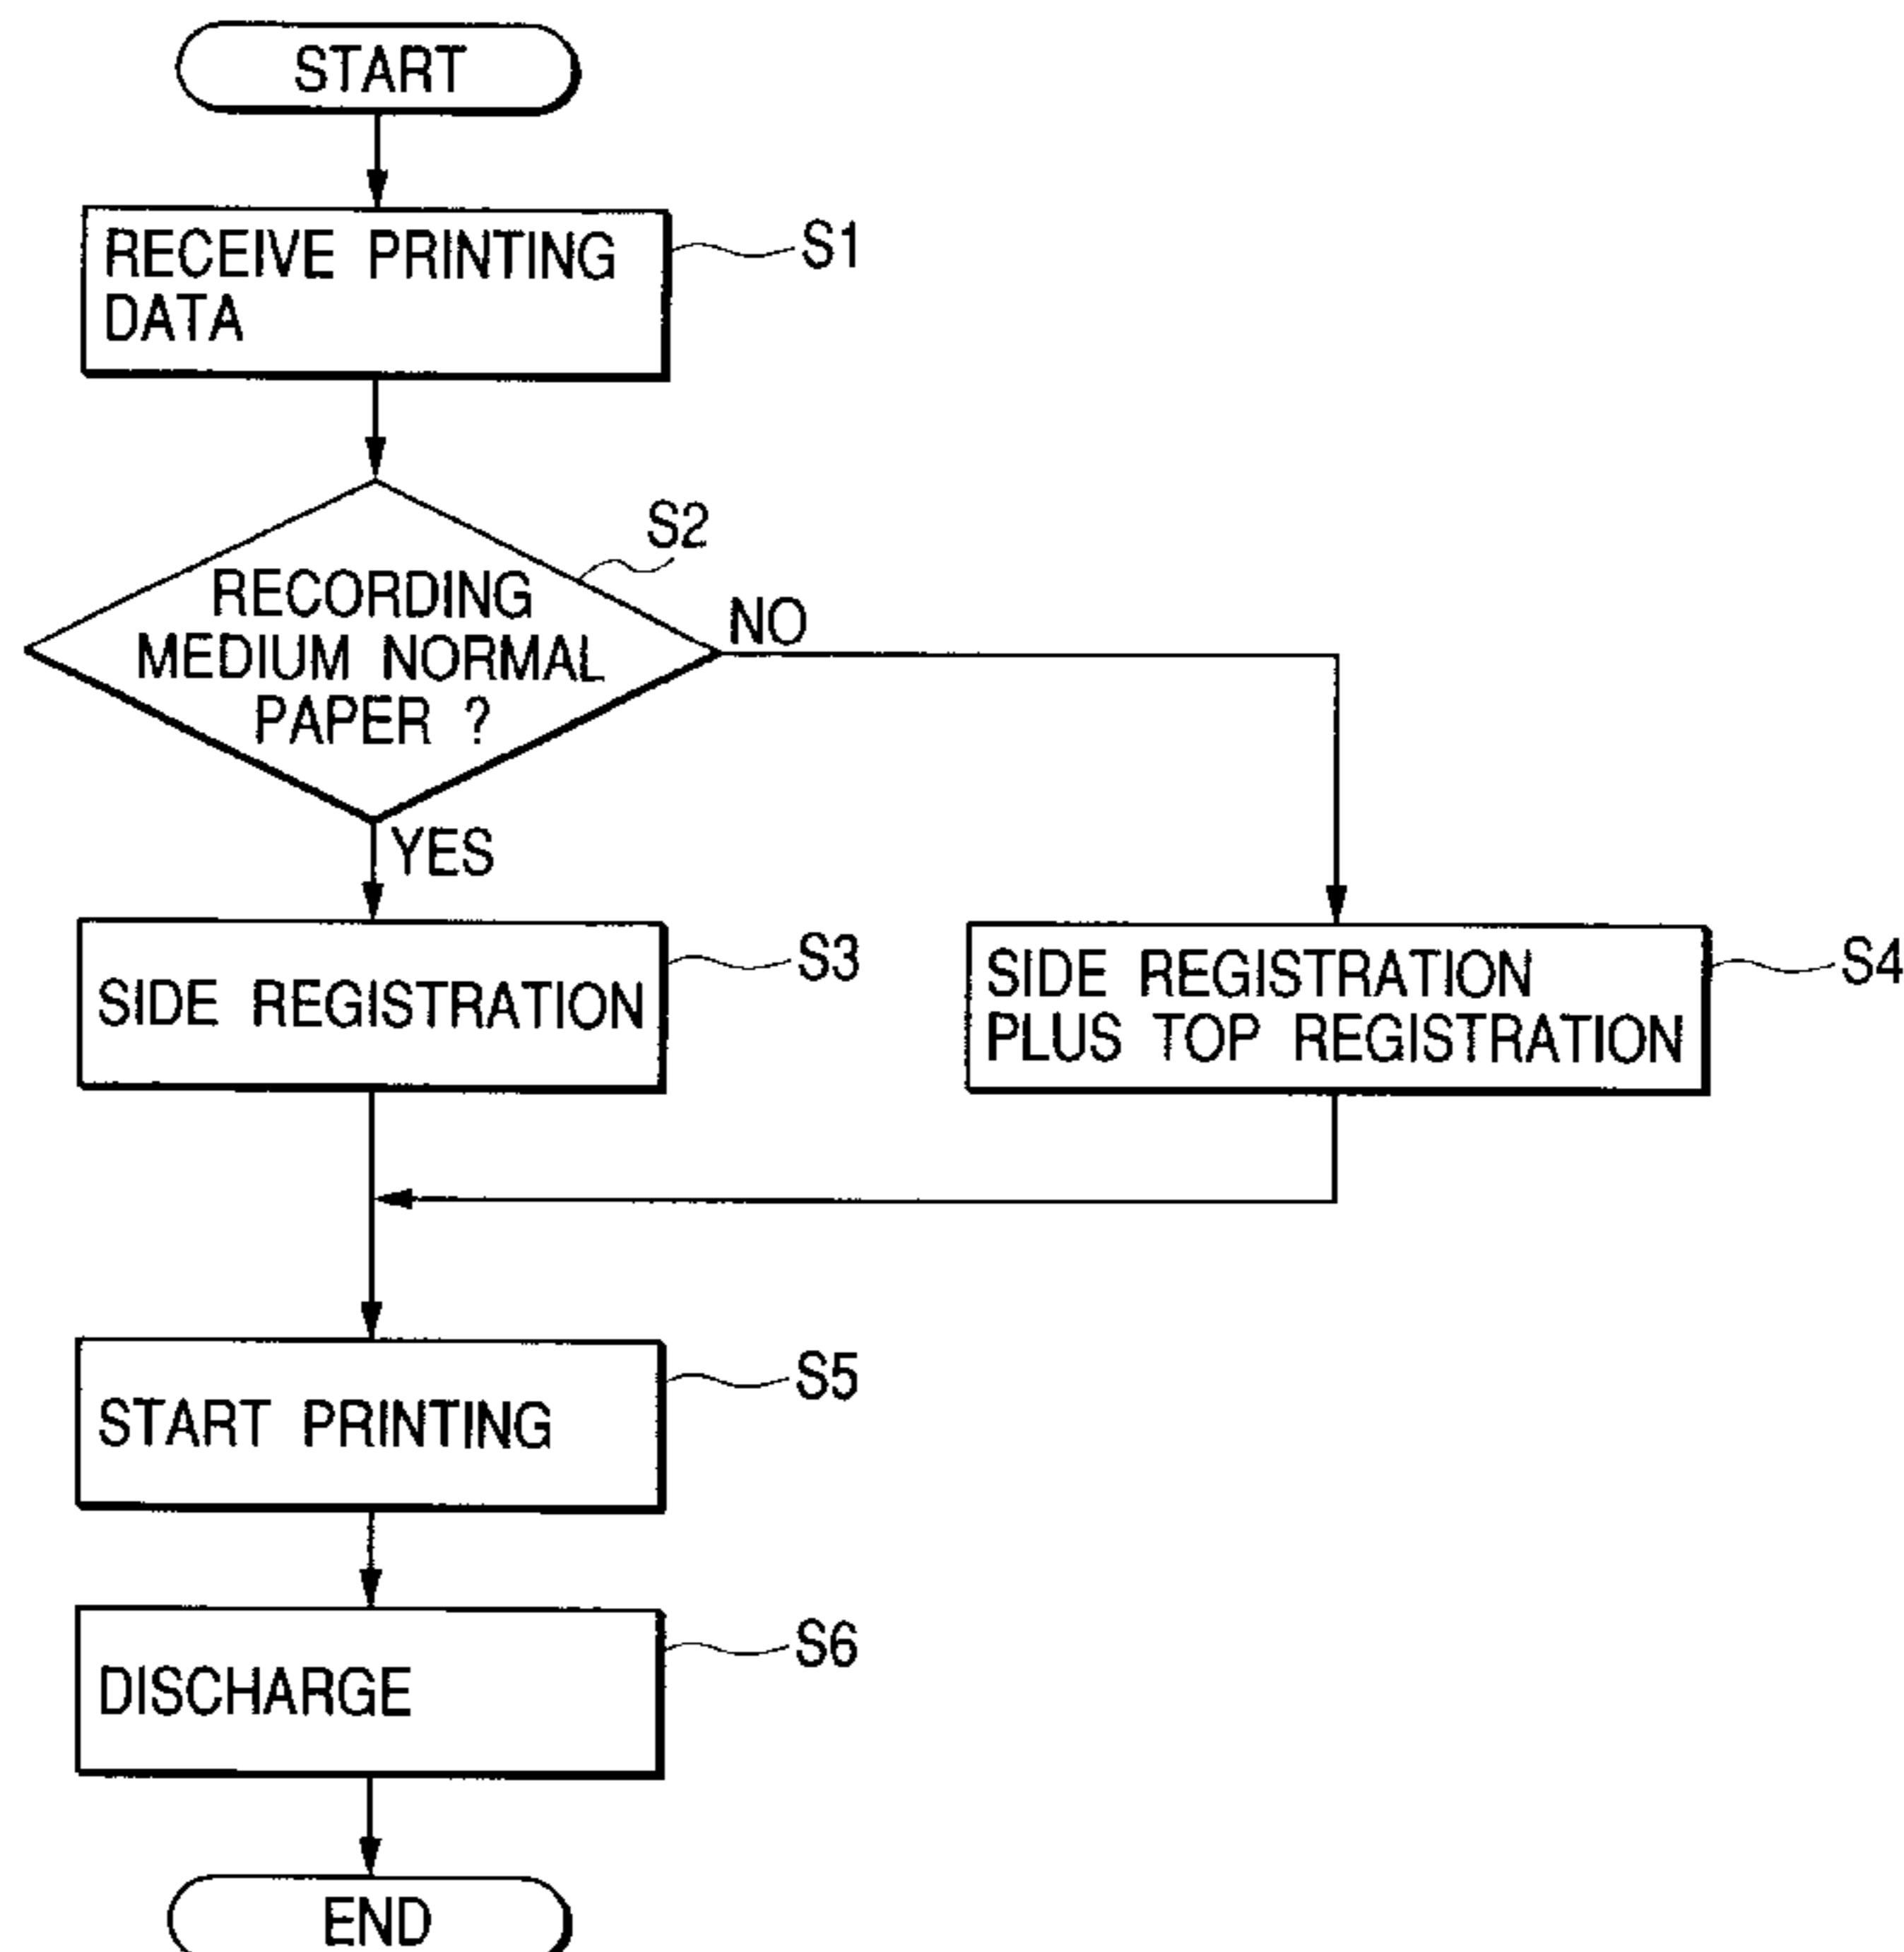 START
RECEIVE PRINTING
DATA
S1
S2
RECORDING
MEDIUM NORMAL
PAPER ?
NO
YES
SIDE REGISTRATION
S3
SIDE REGISTRATION
PLUS TOP REGISTRATION
S4
START PRINTING
S5
DISCHARGE
S6
END